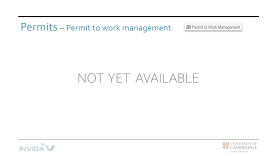 Permits – Permit to work management
Permit to Work Management
NOT YET AVAILABLE
INVIDA
UNIVERSITY OF
CAMBRIDGE